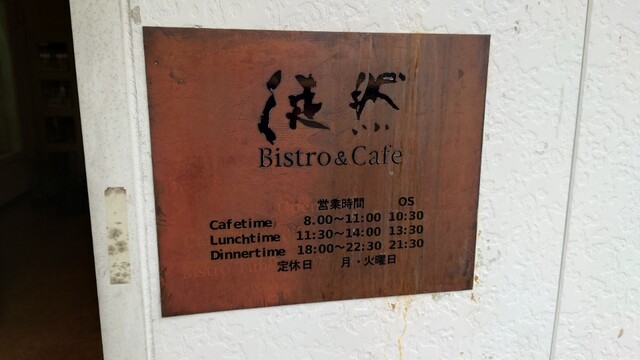 徒然
Bistro & Cafe
営業時間 OS
Cafetime 8.00～11:00 10:30
Lunchtime 11:30～14:00 13:30
Dinnertime 18:00～22:30 21:30
定休日 月・火曜日